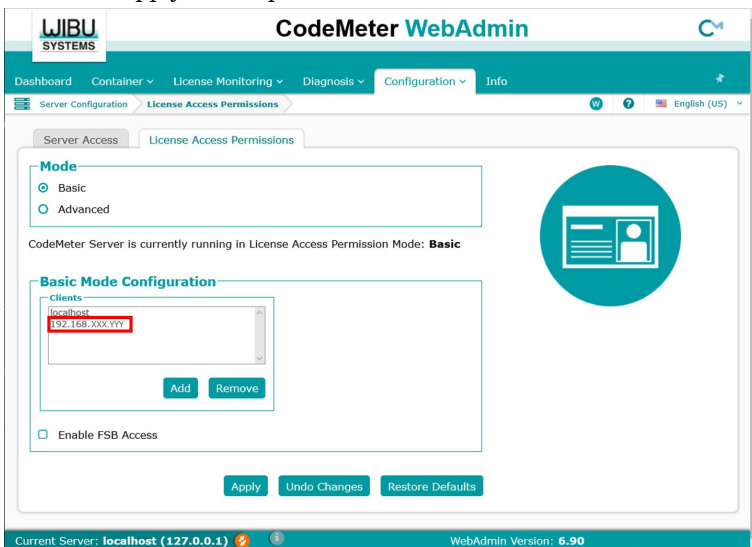 WIBU
SYSTEMS
CodeMeter WebAdmin
Dashboard Container License Monitoring Diagnosis Configuration Info
Server Configuration License Access Permissions W ? English (US)
Server Access License Access Permissions
Mode
Basic
Advanced
CodeMeter Server is currently running in License Access Permission Mode: Basic
Basic Mode Configuration
Clients
localhost
192.168.XXX.YYY
Add Remove
Enable FSB Access
Apply Undo Changes Restore Defaults
Current Server: localhost (127.0.0.1) WebAdmin Version: 6.90